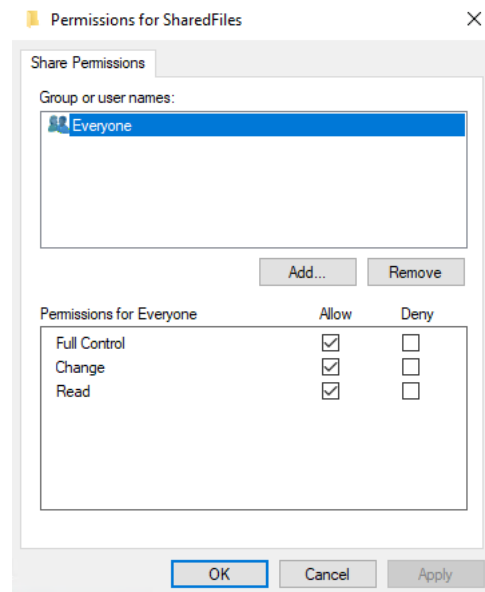 Permissions for SharedFiles
Share Permissions
Group or user names:
Everyone
Add... Remove
Permissions for Everyone Allow Deny
Full Control
Change
Read
OK Cancel Apply